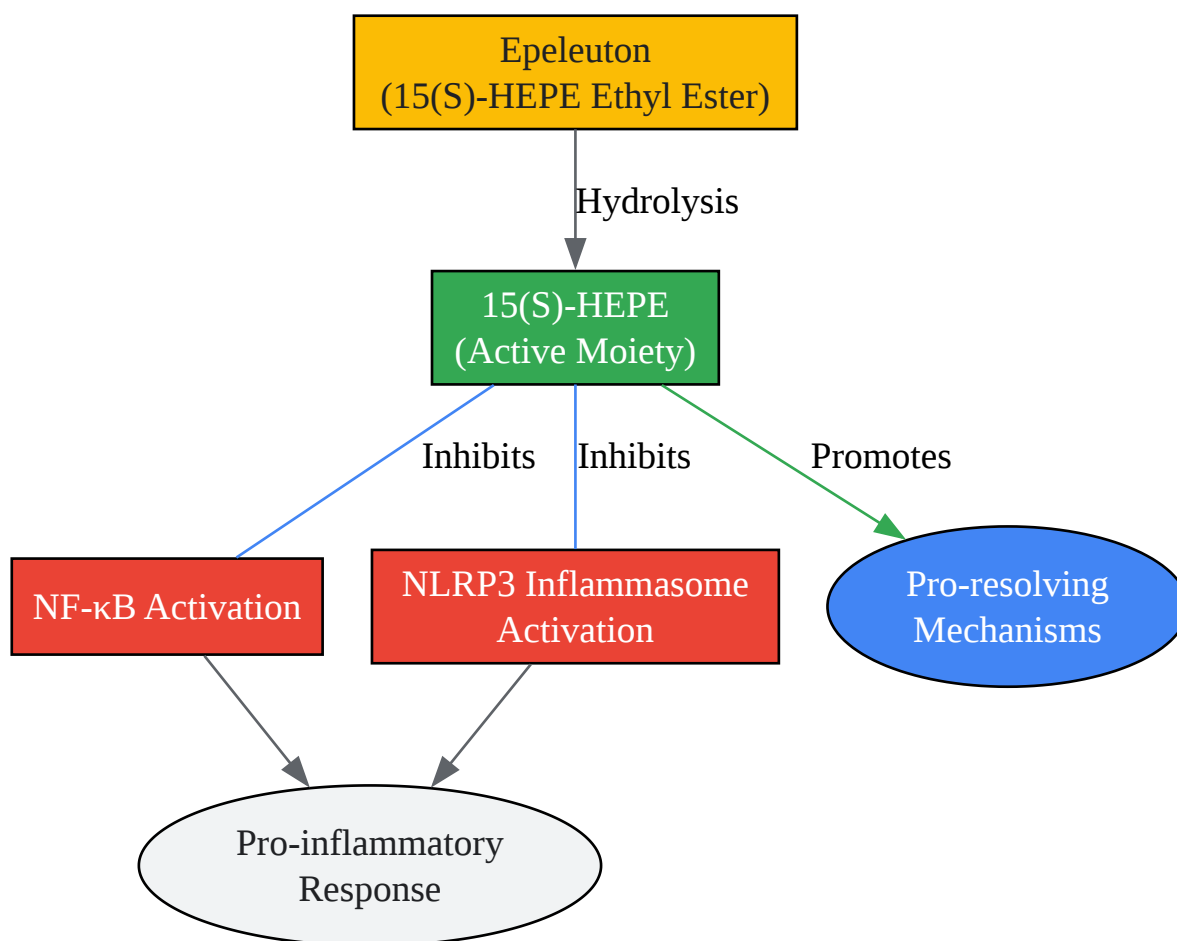 Epeleuton
(15(S)-HEPE Ethyl Ester)
Hydrolysis
15(S)-HEPE
(Active Moiety)
Inhibits
Inhibits
Promotes
NF-κB Activation
NLRP3 Inflammasome
Activation
Pro-resolving
Mechanisms
Pro-inflammatory
Response